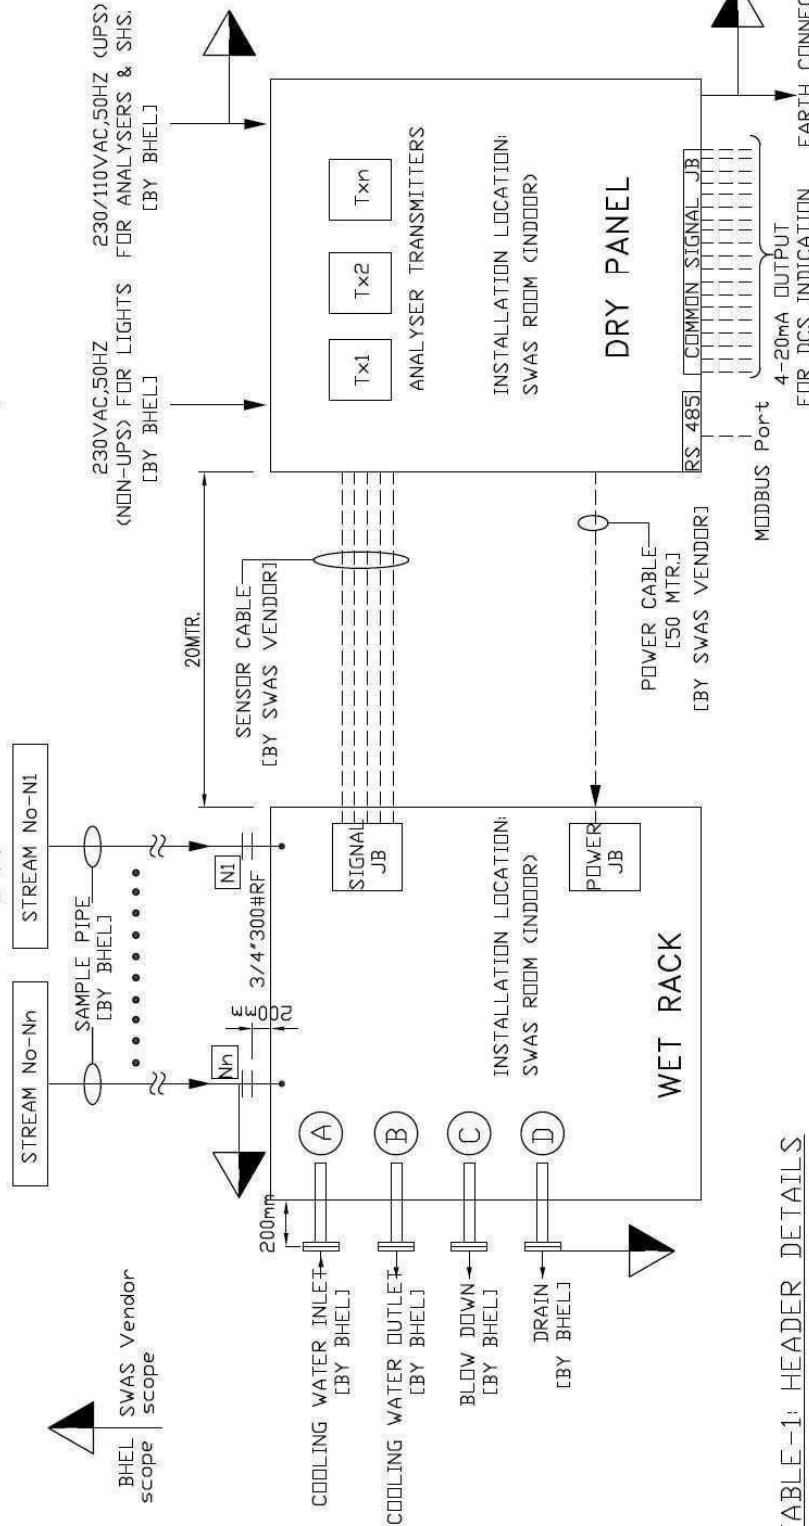 STREAM No-Nn
STREAM No-N1
SAMPLE PIPE
[BY BHEL]
BHEL
scope
SWAS Vendor
scope
230VAC,50HZ
(NON-UPS) FOR LIGHTS
[BY BHEL]
230/110VAC,50HZ (UPS)
FOR ANALYSERS & SHS.
[BY BHEL]
Nn
N1
3/4"300#RF
200mm
200mm
20MTR.
COOLING WATER INLET
[BY BHEL]
COOLING WATER OUTLET
[BY BHEL]
BLOW DOWN
[BY BHEL]
DRAIN
[BY BHEL]
A
B
C
D
SIGNAL
JB
INSTALLATION LOCATION:
SWAS ROOM (INDOOR)
POWER
JB
WET RACK
SENSOR CABLE
[BY SWAS VENDOR]
POWER CABLE
[50 MTR.]
[BY SWAS VENDOR]
Tx1
Tx2
Txn
ANALYSER TRANSMITTERS
INSTALLATION LOCATION:
SWAS ROOM (INDOOR)
DRY PANEL
RS 485
COMMON SIGNAL JB
MODBUS Port
4-20mA OUTPUT
FOR DCS INDICATION
EARTH CONNEC
TABLE-1: HEADER DETAILS